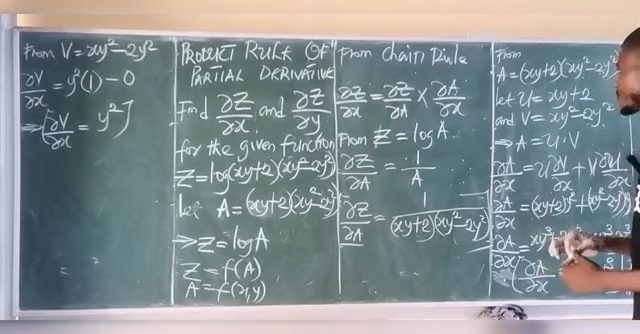 From V = xy² - 2y²
∂V/∂x = y²(1) - 0
⇒ [∂V/∂x = y²]
PRODUCT RULE OF
PARTIAL DERIVATIVE
Find ∂Z/∂x and ∂Z/∂y
for the given function
Z = log(xy+2)(xy²-2y²)
let A = (xy+2)(xy²-2y²)
⇒ Z = log A
Z = f(A)
A = f(x,y)
From Chain Rule
∂Z/∂x = ∂Z/∂A × ∂A/∂x
From Z = log A
∂Z/∂A = 1/A
∂Z/∂A = 1/(xy+2)(xy²-2y²)
From
A = (xy+2)(xy²-2y²)
let U = xy+2
and V = xy²-2y²
⇒ A = U·V
∂A/∂x = U ∂V/∂x + V ∂U/∂x
∂A/∂x = (xy+2)y² + (xy²-2y²)y
∂A/∂x = xy³
∂A/∂x